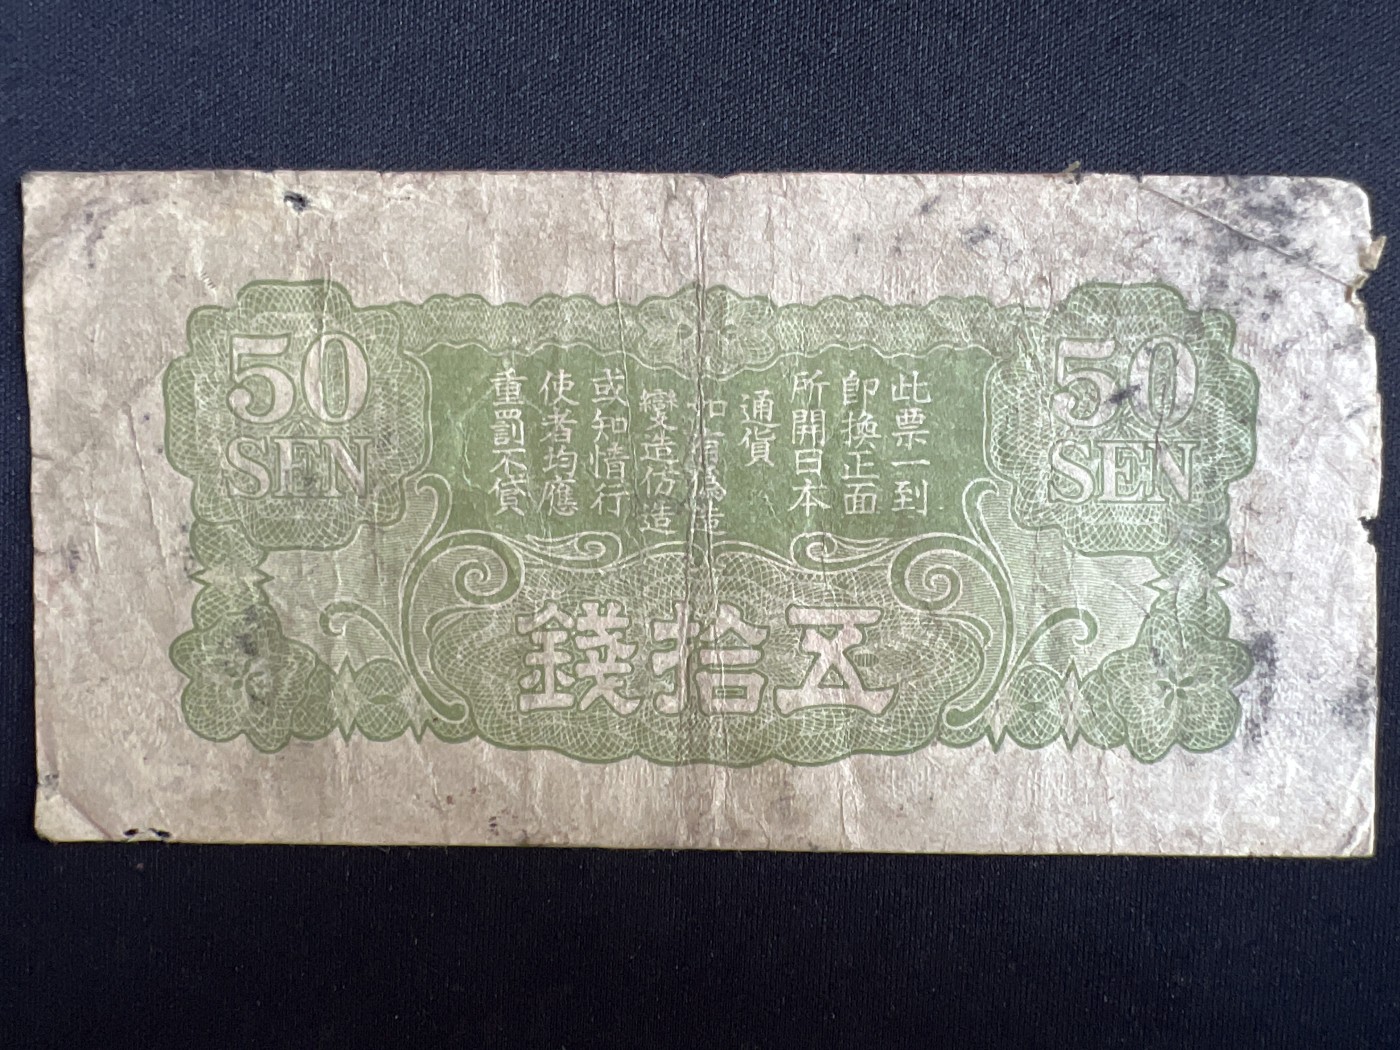 50
SEN
50
SEN
此票一到
即換正面
所開日本
通貨
如有偽造
變造仿造
或知情行
使者均應
重罰不貸
錢拾五